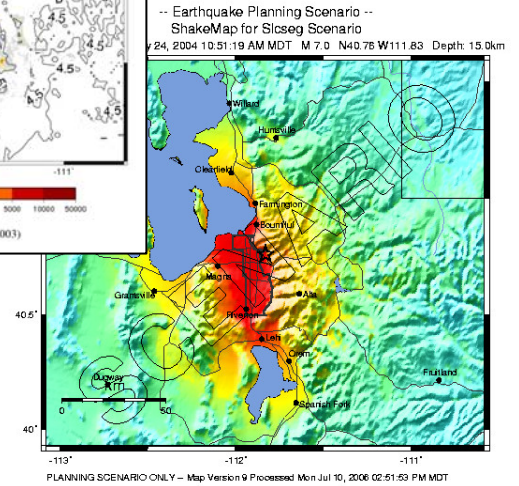 -- Earthquake Planning Scenario --
ShakeMap for Slcseg Scenario
y 24, 2004 10:51:19 AM MDT M 7.0 N40.76 W111.83 Depth: 15.0km
4.5
4.5
4.5
4.5
-111°
5000 10000 50000
003)
Willard
Huntsville
Clearfield
Farmington
Bountiful
Magna
Grantsville
Alta
Riverton
40.5°
Lehi
Orem
Dugway
Fruitland
km
0 50
Spanish Fork
40°
-113° -112° -111°
PLANNING SCENARIO ONLY -- Map Version 9 Processed Mon Jul 10, 2006 02:51:53 PM MDT